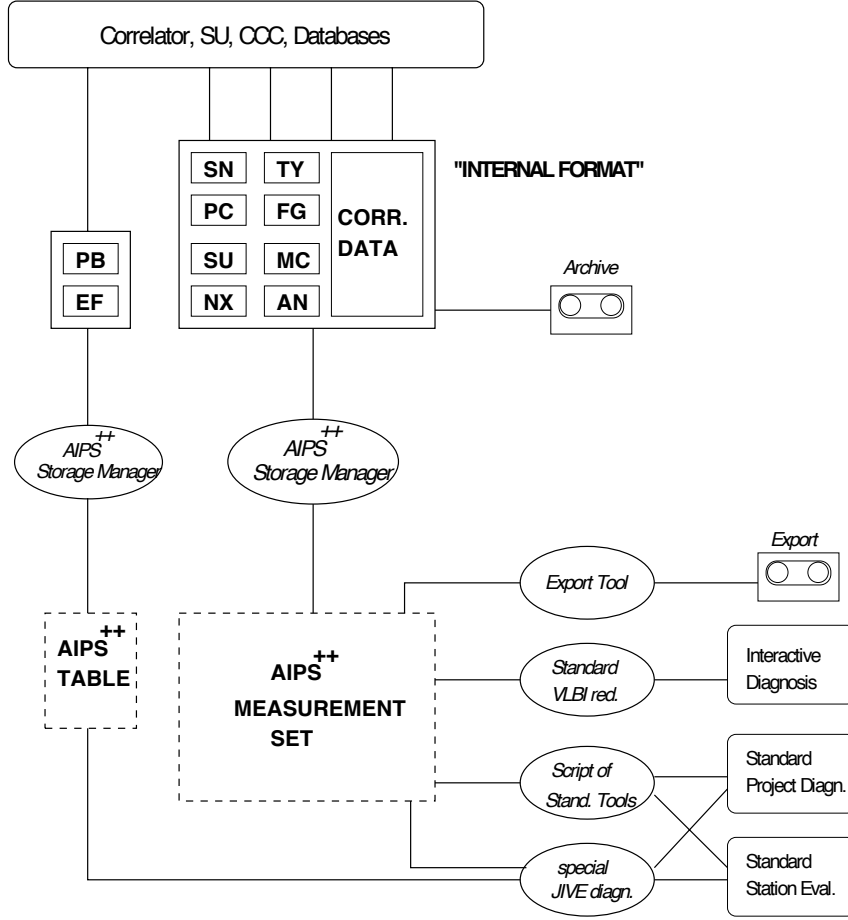 Correlator, SU, CCC, Databases
SN TY
"INTERNAL FORMAT"
PC FG
CORR.
DATA
SU MC
NX AN
PB
EF
Archive
AIPS++
Storage Manager
AIPS++
Storage Manager
Export
Export Tool
AIPS++
TABLE
AIPS++
MEASUREMENT
SET
Standard
VLBI red.
Interactive
Diagnosis
Script of
Stand. Tools
Standard
Project Diagn.
special
JIVE diagn.
Standard
Station Eval.